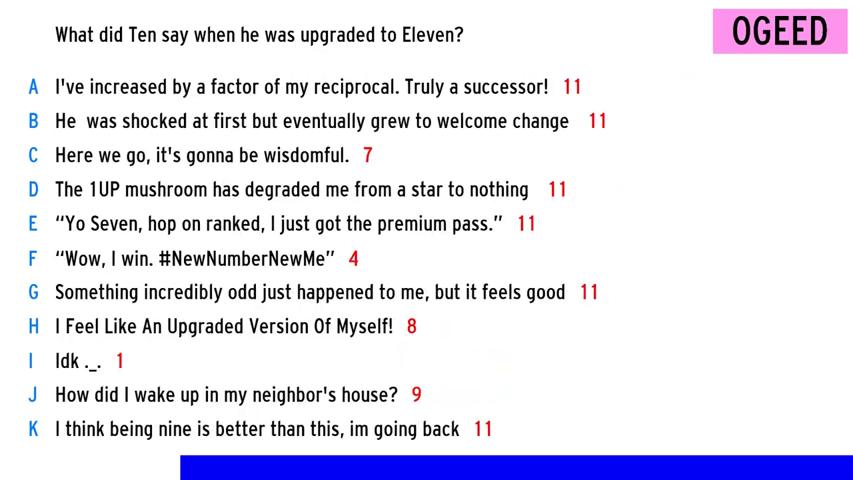 What did Ten say when he was upgraded to Eleven?
OGEED
A I've increased by a factor of my reciprocal. Truly a successor! 11
B He was shocked at first but eventually grew to welcome change 11
C Here we go, it's gonna be wisdomful. 7
D The 1UP mushroom has degraded me from a star to nothing 11
E “Yo Seven, hop on ranked, I just got the premium pass.” 11
F “Wow, I win. #NewNumberNewMe” 4
G Something incredibly odd just happened to me, but it feels good 11
H I Feel Like An Upgraded Version Of Myself! 8
I Idk ._. 1
J How did I wake up in my neighbor's house? 9
K I think being nine is better than this, im going back 11